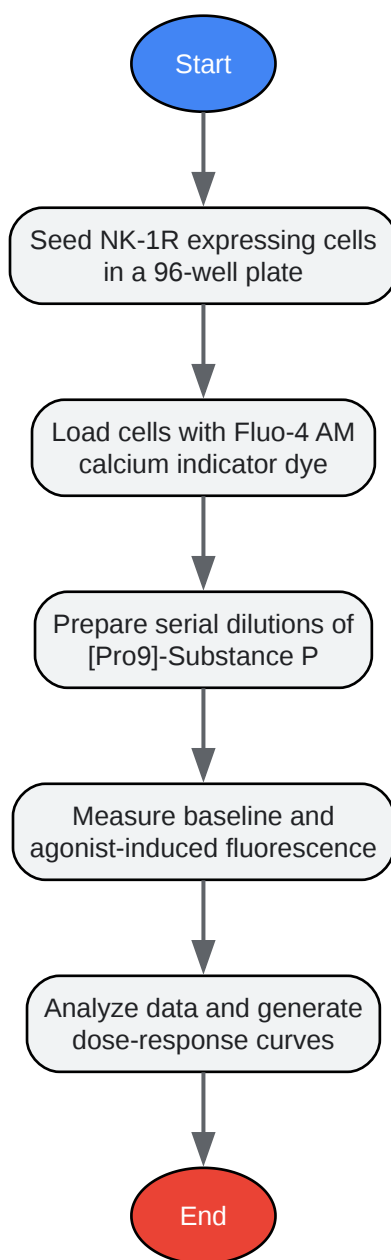 Start
Seed NK-1R expressing cells
in a 96-well plate
Load cells with Fluo-4 AM
calcium indicator dye
Prepare serial dilutions of
[Pro9]-Substance P
Measure baseline and
agonist-induced fluorescence
Analyze data and generate
dose-response curves
End